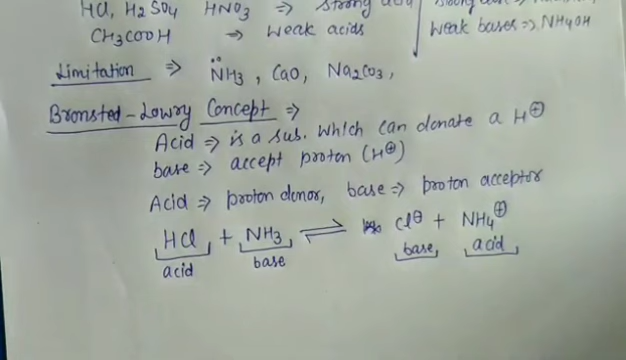 HCl, H2SO4 HNO3 ⇒ strong
CH3COOH ⇒ weak acids
weak bases ⇒ NH4OH
Limitation ⇒ N̈H3, CaO, Na2CO3,
Bronsted-Lowry Concept ⇒
Acid ⇒ is a sub. which can donate a H⊕
base ⇒ accept proton (H⊕)
Acid ⇒ proton donor, base ⇒ proton acceptor
HCl + NH3 ⇌ Cl⊖ + NH4⊕
acid base base acid